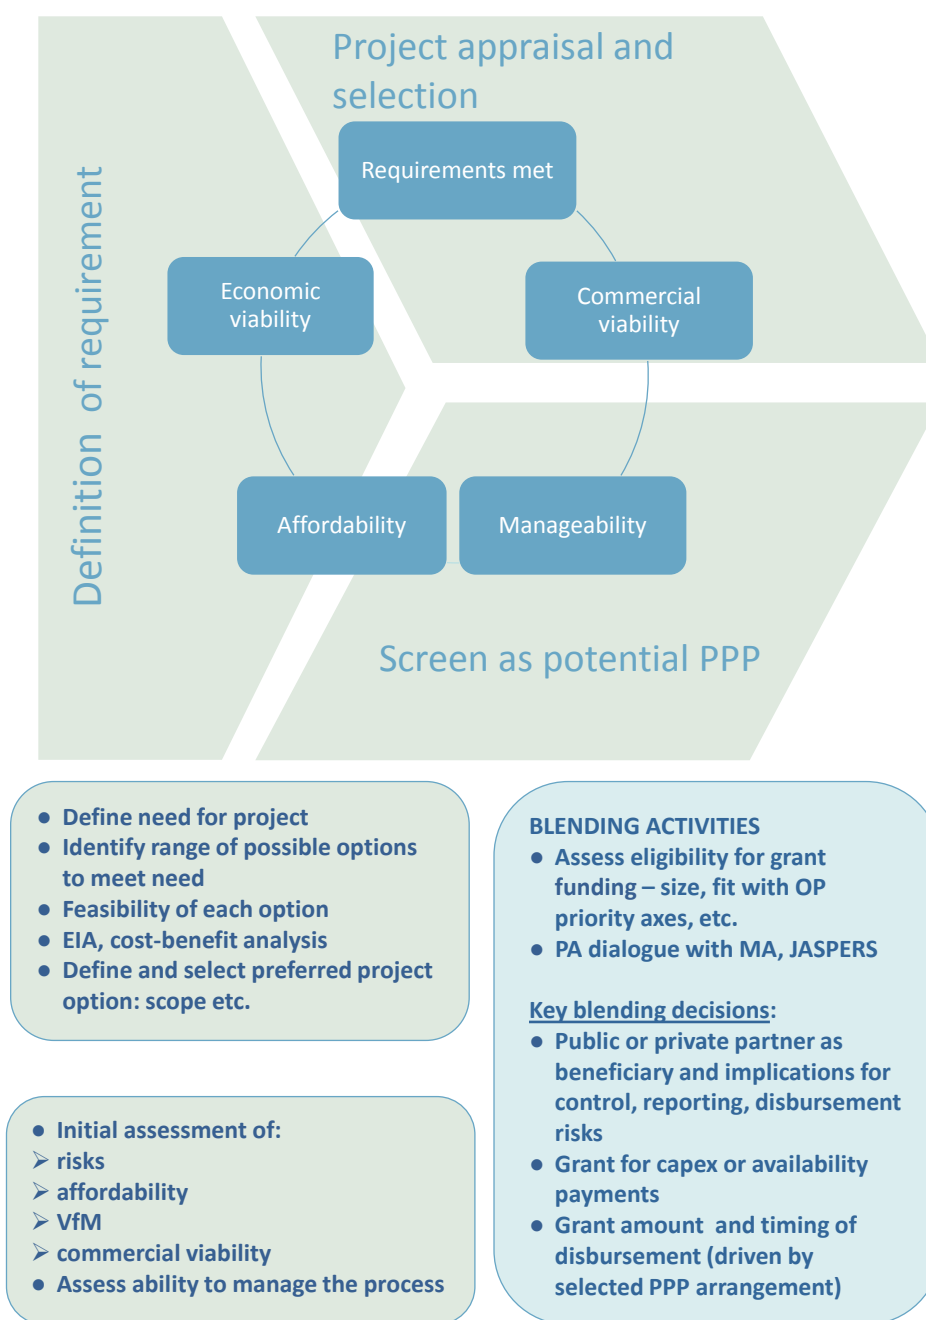 Project appraisal and
selection
Definition of requirement
Requirements met
Economic
viability
Commercial
viability
Affordability
Manageability
Screen as potential PPP
● Define need for project
● Identify range of possible options
to meet need
● Feasibility of each option
● EIA, cost-benefit analysis
● Define and select preferred project
option: scope etc.
● Initial assessment of:
➢ risks
➢ affordability
➢ VfM
➢ commercial viability
● Assess ability to manage the process
BLENDING ACTIVITIES
● Assess eligibility for grant
funding – size, fit with OP
priority axes, etc.
● PA dialogue with MA, JASPERS
Key blending decisions:
● Public or private partner as
beneficiary and implications for
control, reporting, disbursement
risks
● Grant for capex or availability
payments
● Grant amount and timing of
disbursement (driven by
selected PPP arrangement)